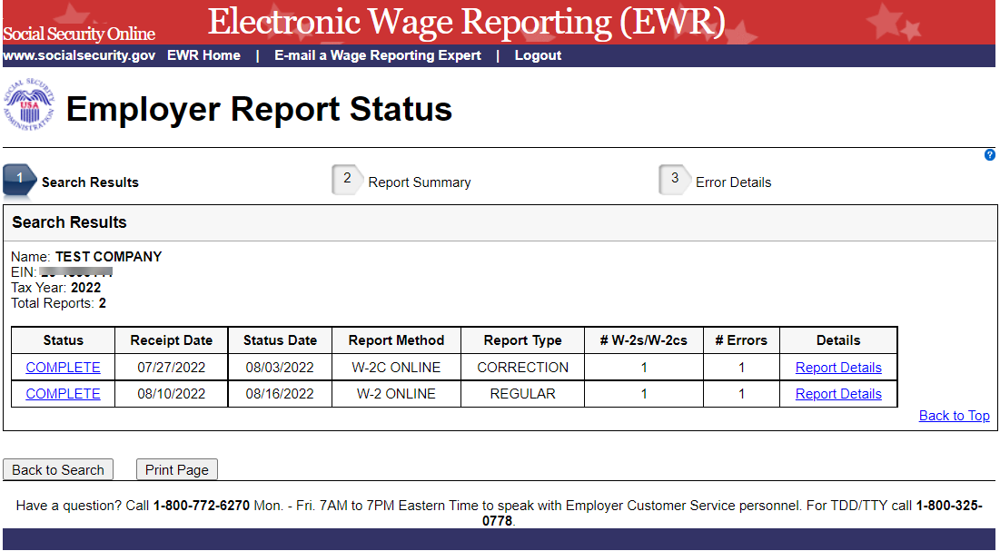 Social Security Online
Electronic Wage Reporting (EWR)
www.socialsecurity.gov EWR Home | E-mail a Wage Reporting Expert | Logout
SOCIAL SECURITY ADMINISTRATION
USA
Employer Report Status
?
1 Search Results 2 Report Summary 3 Error Details
Search Results
Name: TEST COMPANY
EIN:
Tax Year: 2022
Total Reports: 2
Status Receipt Date Status Date Report Method Report Type # W-2s/W-2cs # Errors Details
COMPLETE 07/27/2022 08/03/2022 W-2C ONLINE CORRECTION 1 1 Report Details
COMPLETE 08/10/2022 08/16/2022 W-2 ONLINE REGULAR 1 1 Report Details
Back to Top
Back to Search Print Page
Have a question? Call 1-800-772-6270 Mon. - Fri. 7AM to 7PM Eastern Time to speak with Employer Customer Service personnel. For TDD/TTY call 1-800-325-
0778.